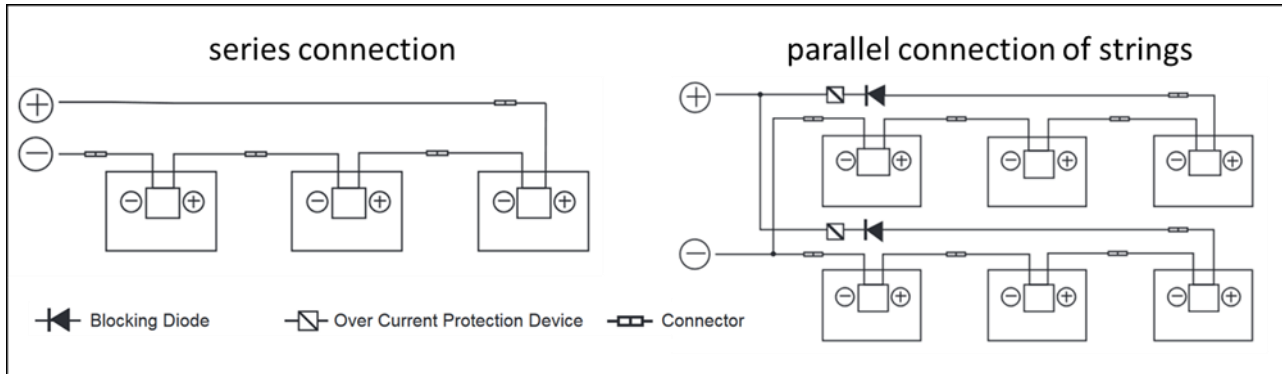 series connection
parallel connection of strings
+
−
− + − + − +
+
− + − + − +
−
− + − + − +
Blocking Diode
Over Current Protection Device
Connector